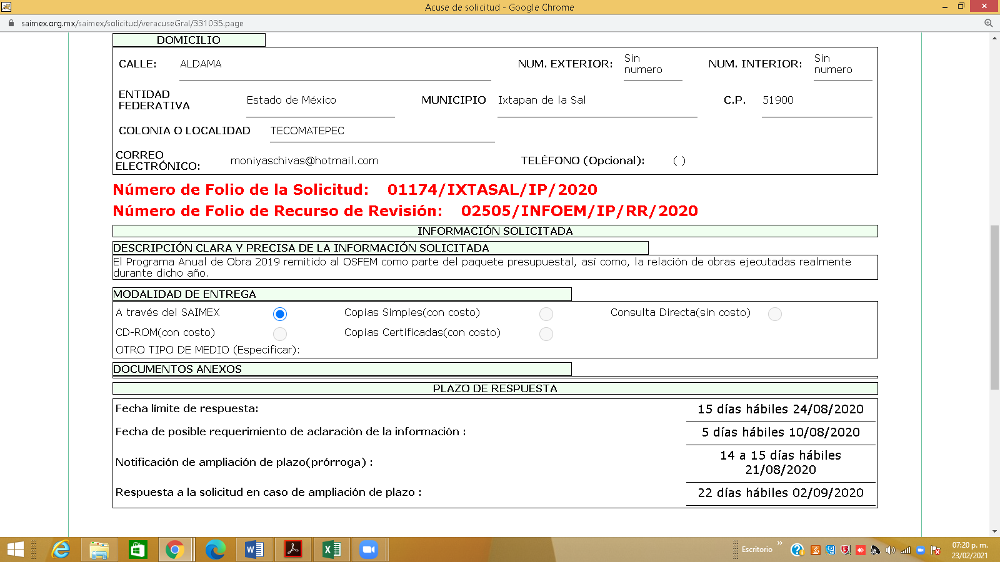 Acuse de solicitud - Google Chrome
saimex.org.mx/saimex/solicitud/veracuseGral/331035.page
DOMICILIO
CALLE: ALDAMA NUM. EXTERIOR: Sin numero NUM. INTERIOR: Sin numero
ENTIDAD FEDERATIVA Estado de México MUNICIPIO Ixtapan de la Sal C.P. 51900
COLONIA O LOCALIDAD TECOMATEPEC
CORREO ELECTRÓNICO: moniyaschivas@hotmail.com TELÉFONO (Opcional): ( )
Número de Folio de la Solicitud: 01174/IXTASAL/IP/2020
Número de Folio de Recurso de Revisión: 02505/INFOEM/IP/RR/2020
INFORMACIÓN SOLICITADA
DESCRIPCIÓN CLARA Y PRECISA DE LA INFORMACIÓN SOLICITADA
El Programa Anual de Obra 2019 remitido al OSFEM como parte del paquete presupuestal, así como, la relación de obras ejecutadas realmente
durante dicho año.
MODALIDAD DE ENTREGA
A través del SAIMEX Copias Simples(con costo) Consulta Directa(sin costo)
CD-ROM(con costo) Copias Certificadas(con costo)
OTRO TIPO DE MEDIO (Especificar):
DOCUMENTOS ANEXOS
PLAZO DE RESPUESTA
Fecha límite de respuesta: 15 días hábiles 24/08/2020
Fecha de posible requerimiento de aclaración de la información : 5 días hábiles 10/08/2020
Notificación de ampliación de plazo(prórroga) : 14 a 15 días hábiles 21/08/2020
Respuesta a la solicitud en caso de ampliación de plazo : 22 días hábiles 02/09/2020
Escritorio
07:20 p. m.
23/02/2021